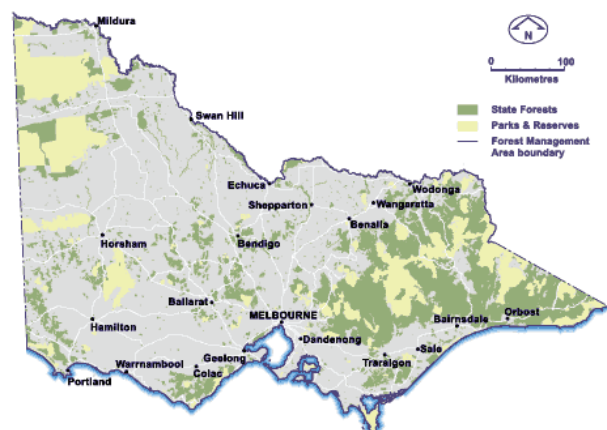 Mildura
N
0
100
Kilometres
State Forests
Parks & Reserves
Forest Management
Area boundary
Swan Hill
Echuca
Wodonga
Shepparton
Wangaratta
Benalla
Horsham
Bendigo
Ballarat
MELBOURNE
Orbost
Bairnsdale
Hamilton
Dandenong
Sale
Geelong
Traralgon
Warrnambool
Colac
Portland